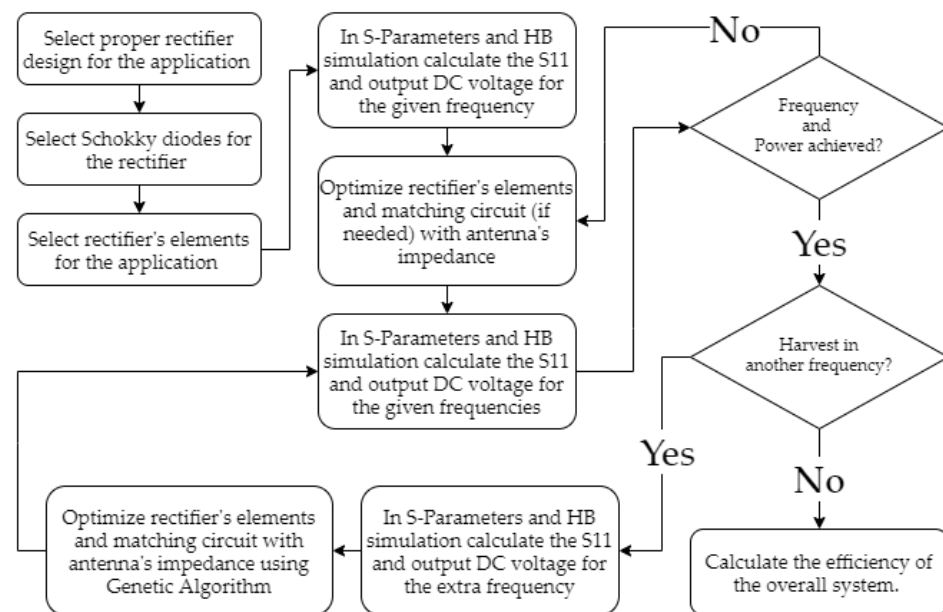 Select proper rectifier
design for the application
Select Schokky diodes for
the rectifier
Select rectifier's elements
for the application
In S-Parameters and HB
simulation calculate the S11
and output DC voltage for
the given frequency
Optimize rectifier's elements
and matching circuit (if
needed) with antenna's
impedance
In S-Parameters and HB
simulation calculate the S11
and output DC voltage for
the given frequencies
No
Frequency
and
Power achieved?
Yes
Harvest in
another frequency?
Yes
No
In S-Parameters and HB
simulation calculate the S11
and output DC voltage for
the extra frequency
Optimize rectifier's elements
and matching circuit with
antenna's impedance using
Genetic Algorithm
Calculate the efficiency of
the overall system.